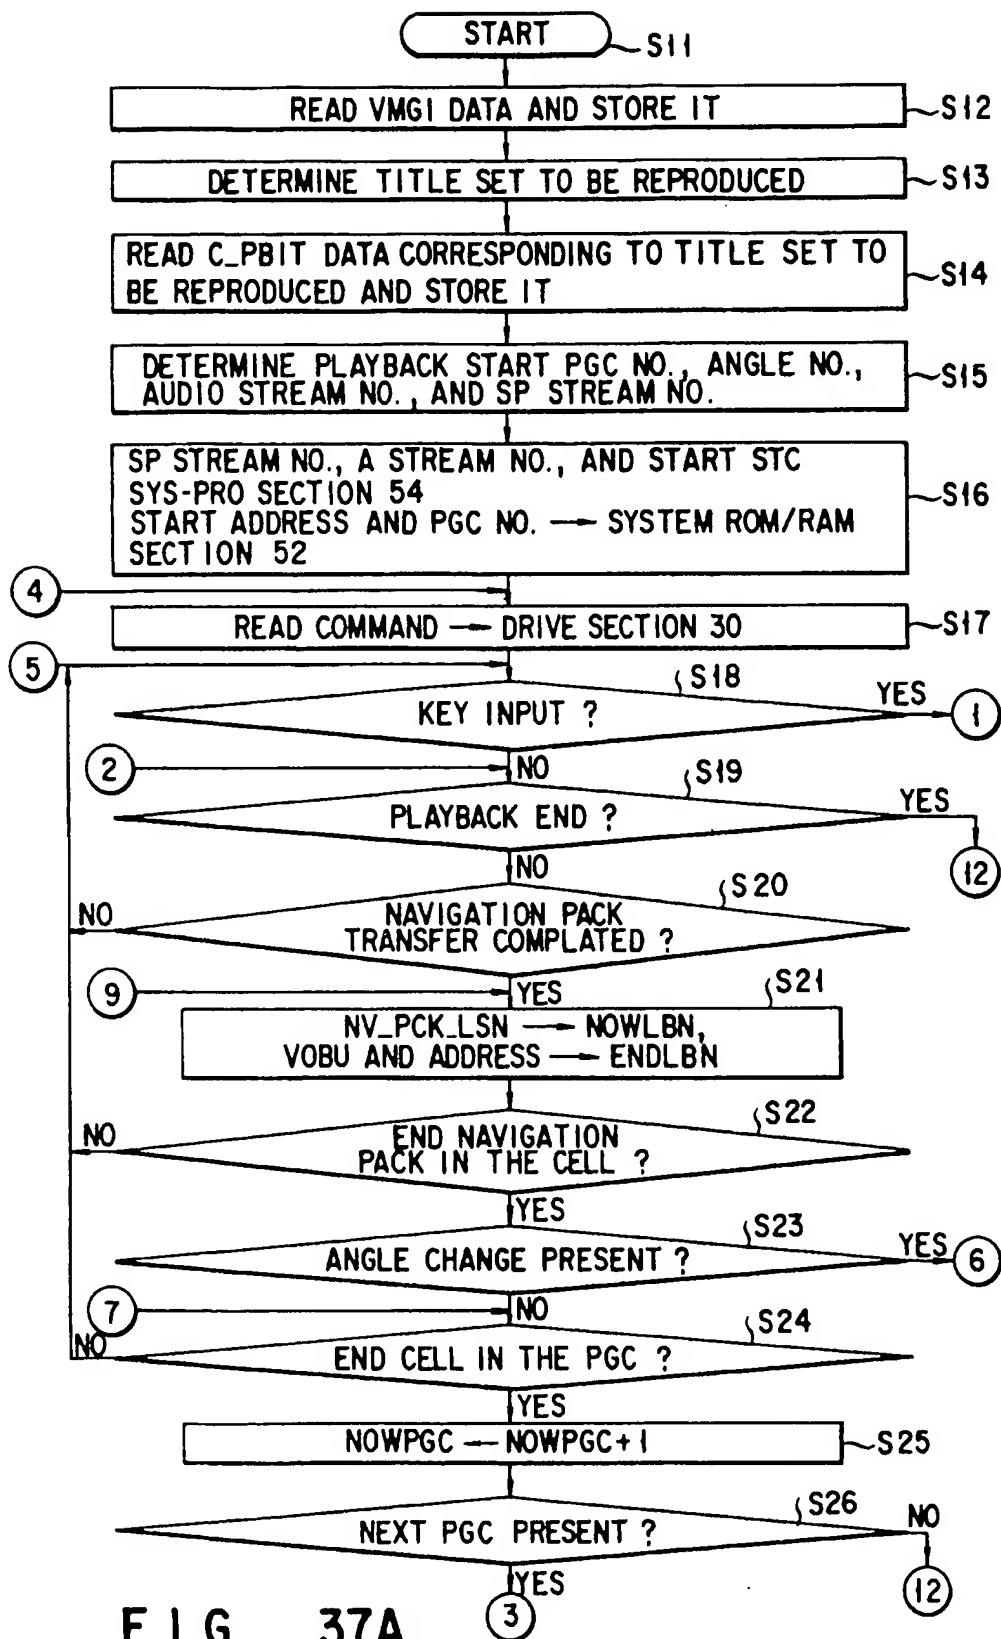 START
S11
READ VMGI DATA AND STORE IT
S12
DETERMINE TITLE SET TO BE REPRODUCED
S13
READ C_PBIT DATA CORRESPONDING TO TITLE SET TO
BE REPRODUCED AND STORE IT
S14
DETERMINE PLAYBACK START PGC NO., ANGLE NO.,
AUDIO STREAM NO., AND SP STREAM NO.
S15
SP STREAM NO., A STREAM NO., AND START STC
SYS-PRO SECTION 54
START ADDRESS AND PGC NO. → SYSTEM ROM/RAM
SECTION 52
S16
4
READ COMMAND → DRIVE SECTION 30
S17
5
S18
KEY INPUT ?
YES
1
2
NO
S19
PLAYBACK END ?
YES
12
NO
S20
NAVIGATION PACK
TRANSFER COMPLATED ?
NO
9
YES
S21
NV_PCK_LSN → NOWLBN,
VOBU AND ADDRESS → ENDLBN
S22
END NAVIGATION
PACK IN THE CELL ?
NO
YES
S23
ANGLE CHANGE PRESENT ?
YES
6
7
NO
S24
END CELL IN THE PGC ?
NO
YES
NOWPGC ← NOWPGC+1
S25
S26
NEXT PGC PRESENT ?
NO
12
YES
3
FIG. 37A